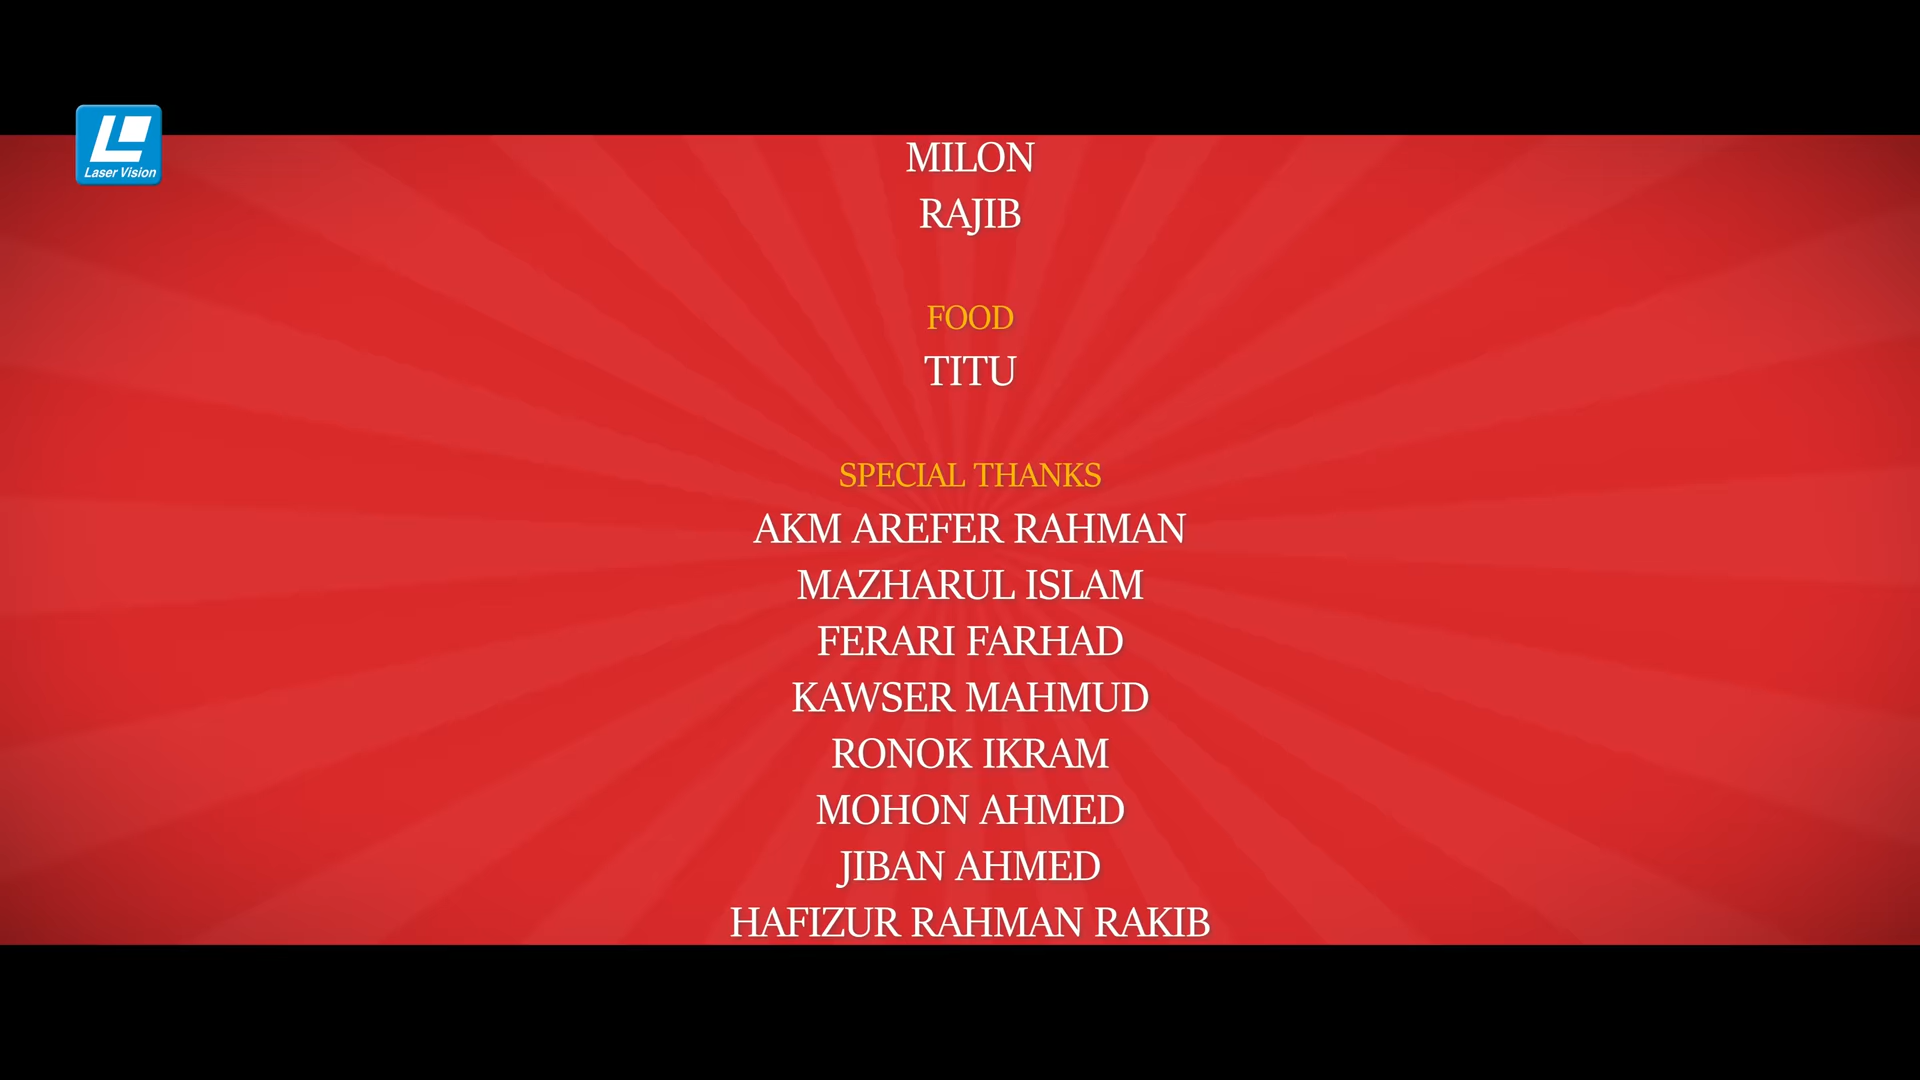 Laser Vision
MILON
RAJIB
FOOD
TITU
SPECIAL THANKS
AKM AREFER RAHMAN
MAZHARUL ISLAM
FERARI FARHAD
KAWSER MAHMUD
RONOK IKRAM
MOHON AHMED
JIBAN AHMED
HAFIZUR RAHMAN RAKIB